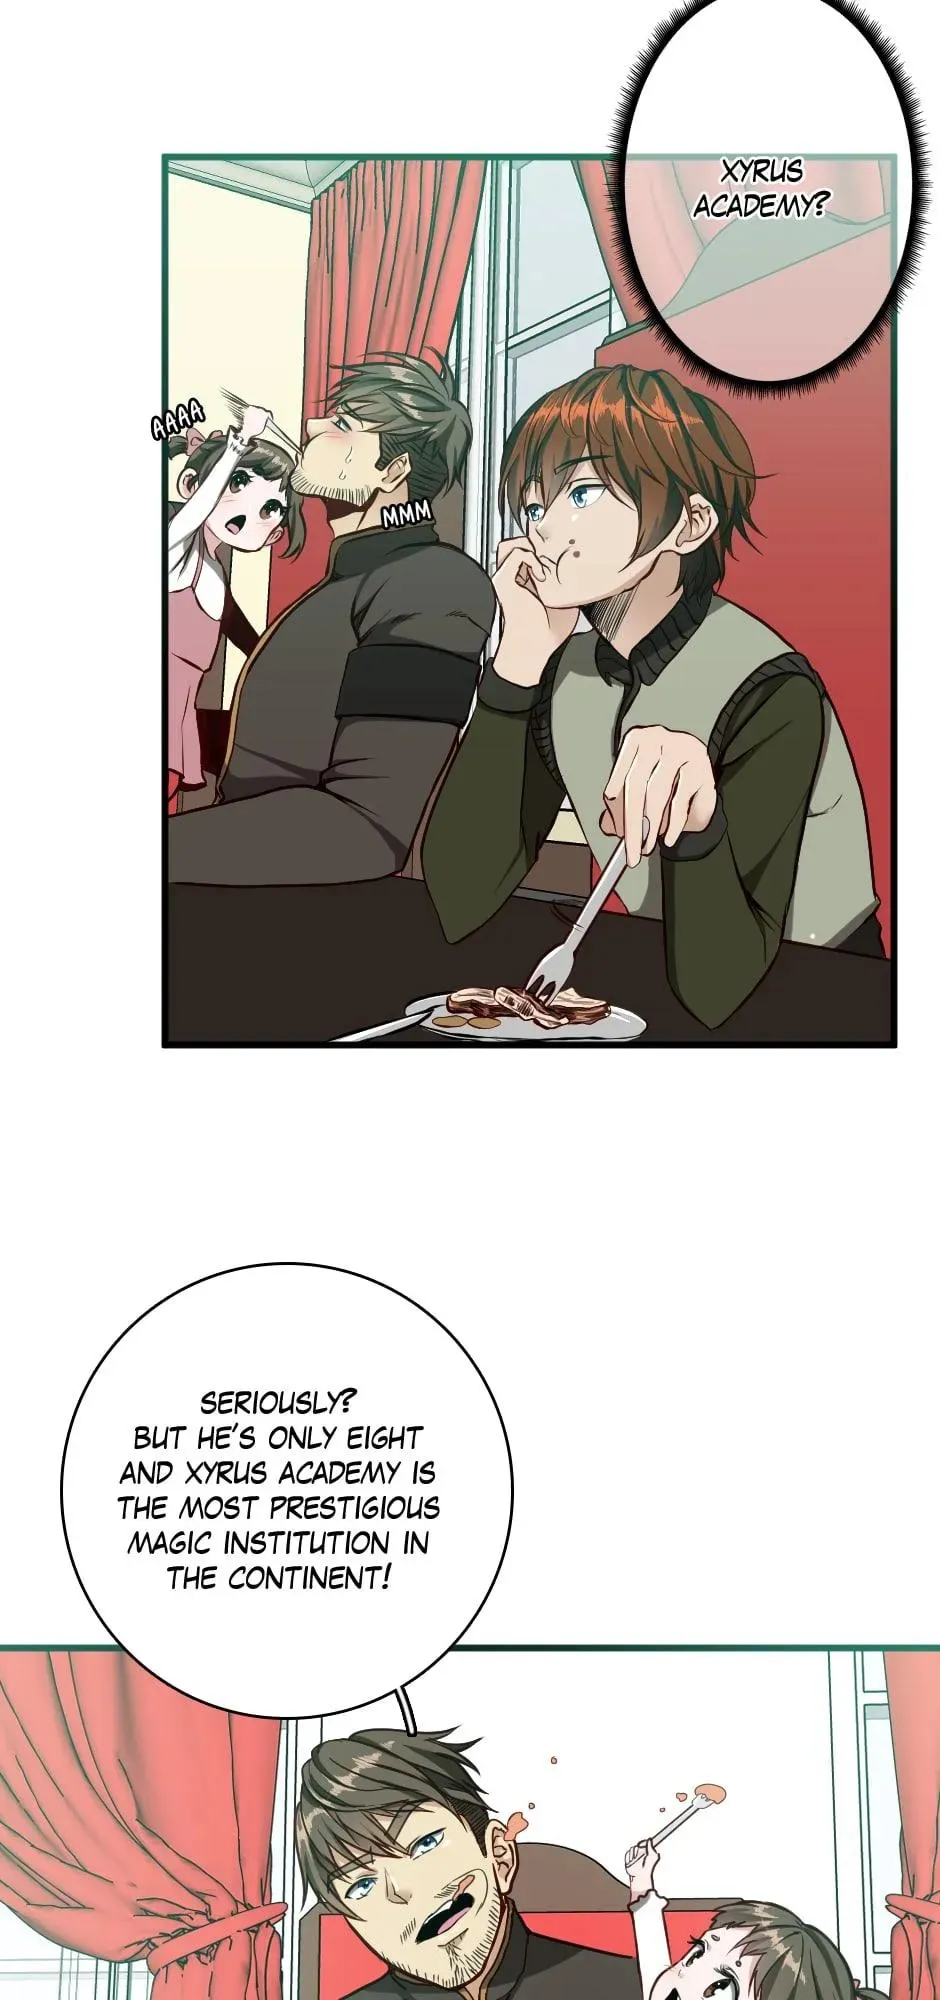 XYRUS
ACADEMY?
AAAA
MMM
SERIOUSLY?
BUT HE'S ONLY EIGHT
AND XYRUS ACADEMY IS
THE MOST PRESTIGIOUS
MAGIC INSTITUTION IN
THE CONTINENT!